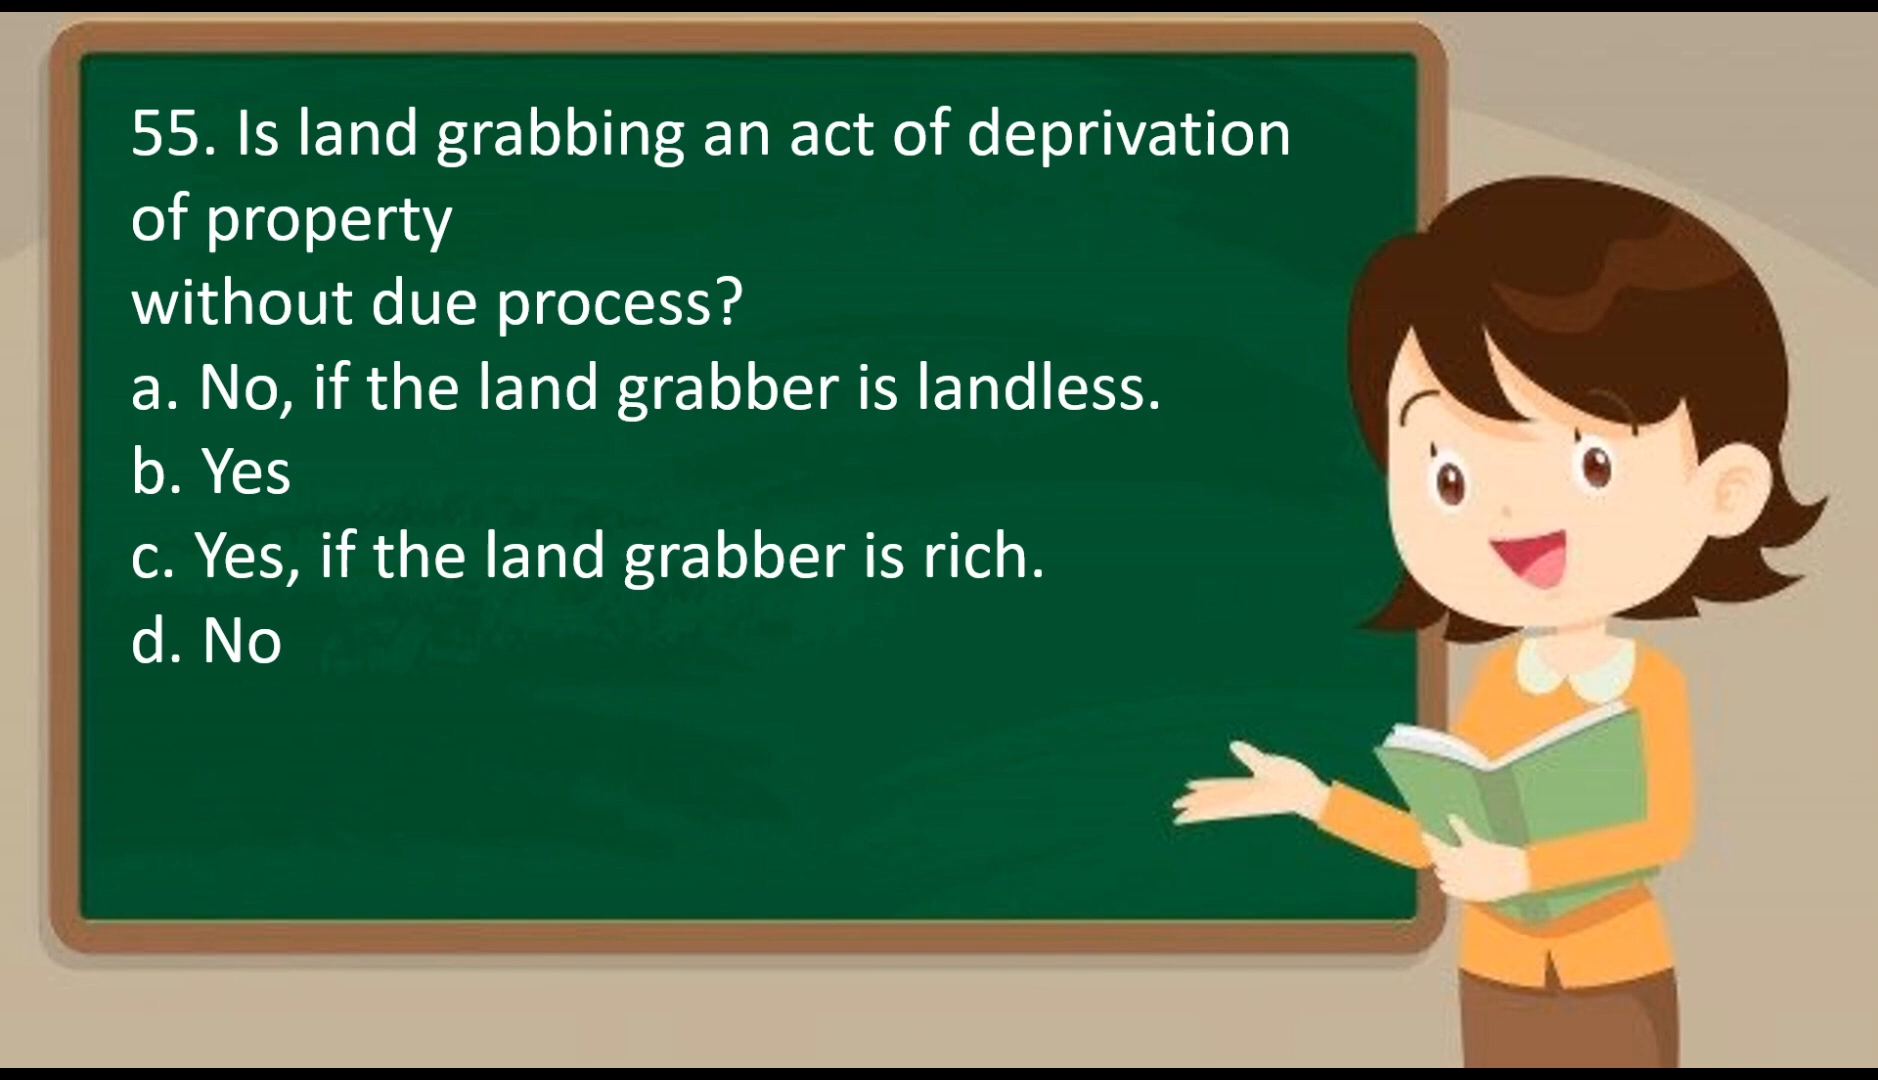 55. Is land grabbing an act of deprivation
of property
without due process?
a. No, if the land grabber is landless.
b. Yes
c. Yes, if the land grabber is rich.
d. No